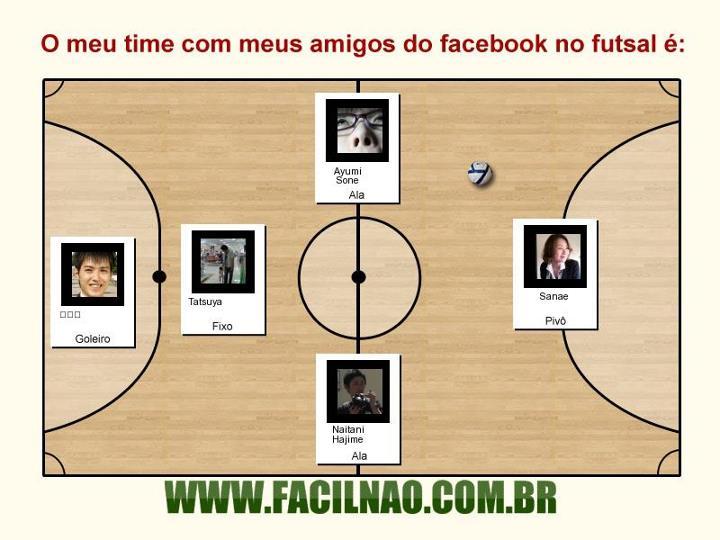 O meu time com meus amigos do facebook no futsal é:
Ayumi
Sone
Ala
Goleiro
Tatsuya
Fixo
Sanae
Pivô
Naitani
Hajime
Ala
WWW.FACILNAO.COM.BR